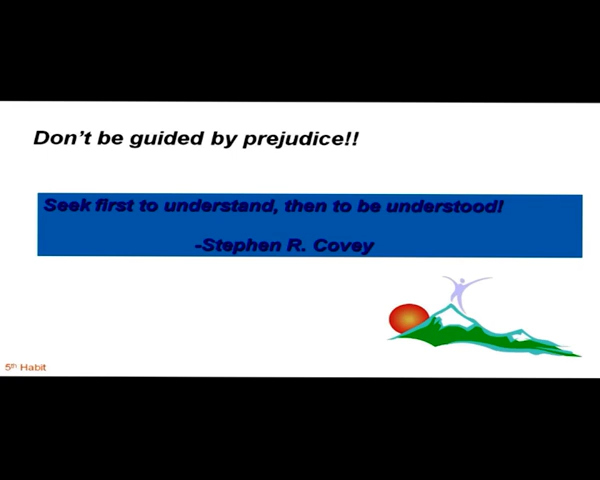 Don't be guided by prejudice!!
Seek first to understand, then to be understood!
-Stephen R. Covey
5th Habit